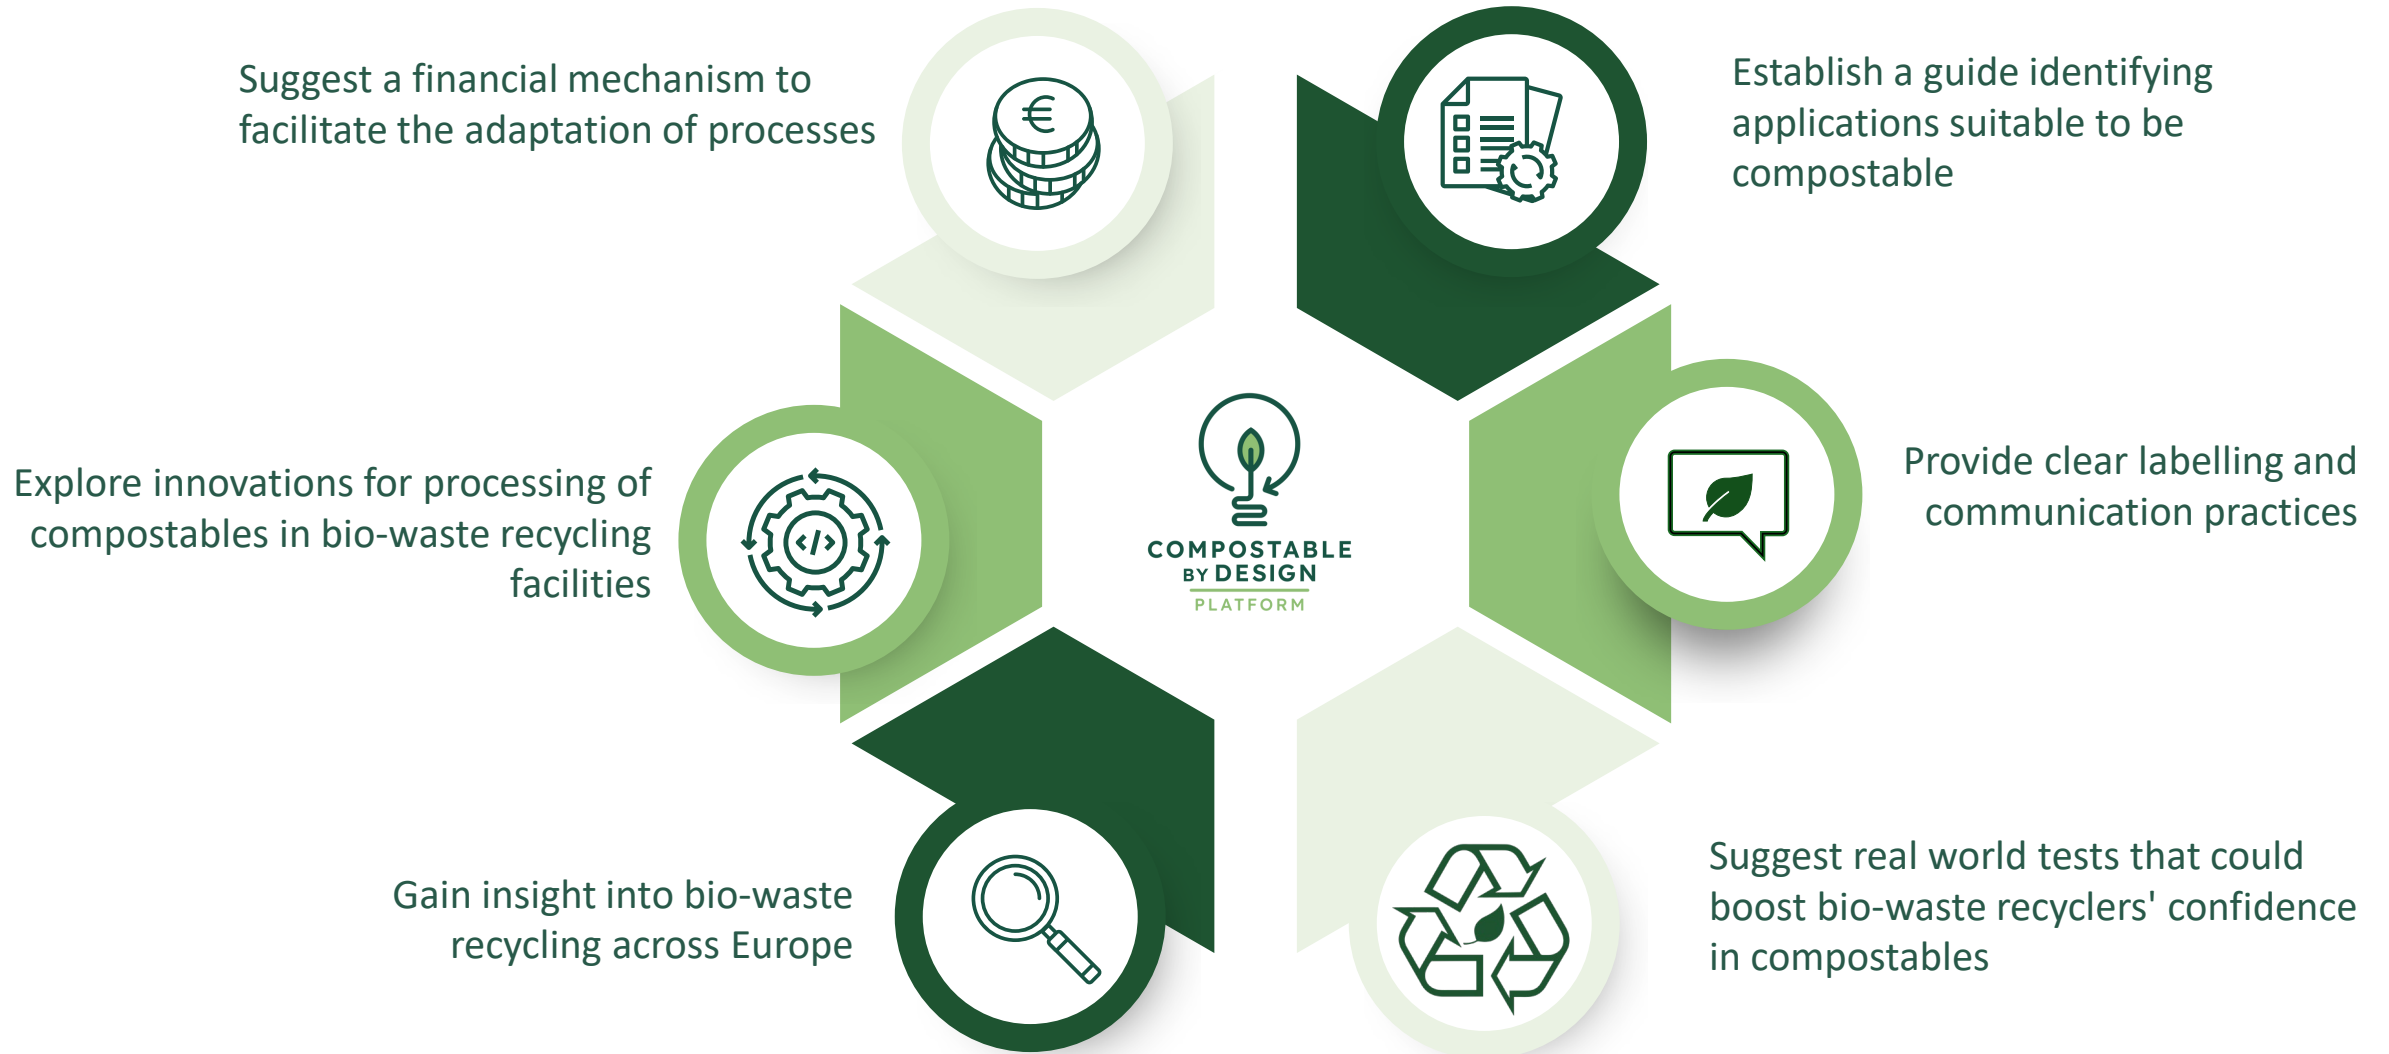 Suggest a financial mechanism to
facilitate the adaptation of processes
Establish a guide identifying
applications suitable to be
compostable
Explore innovations for processing of
compostables in bio-waste recycling
facilities
COMPOSTABLE
BY DESIGN
PLATFORM
Provide clear labelling and
communication practices
Gain insight into bio-waste
recycling across Europe
Suggest real world tests that could
boost bio-waste recyclers' confidence
in compostables